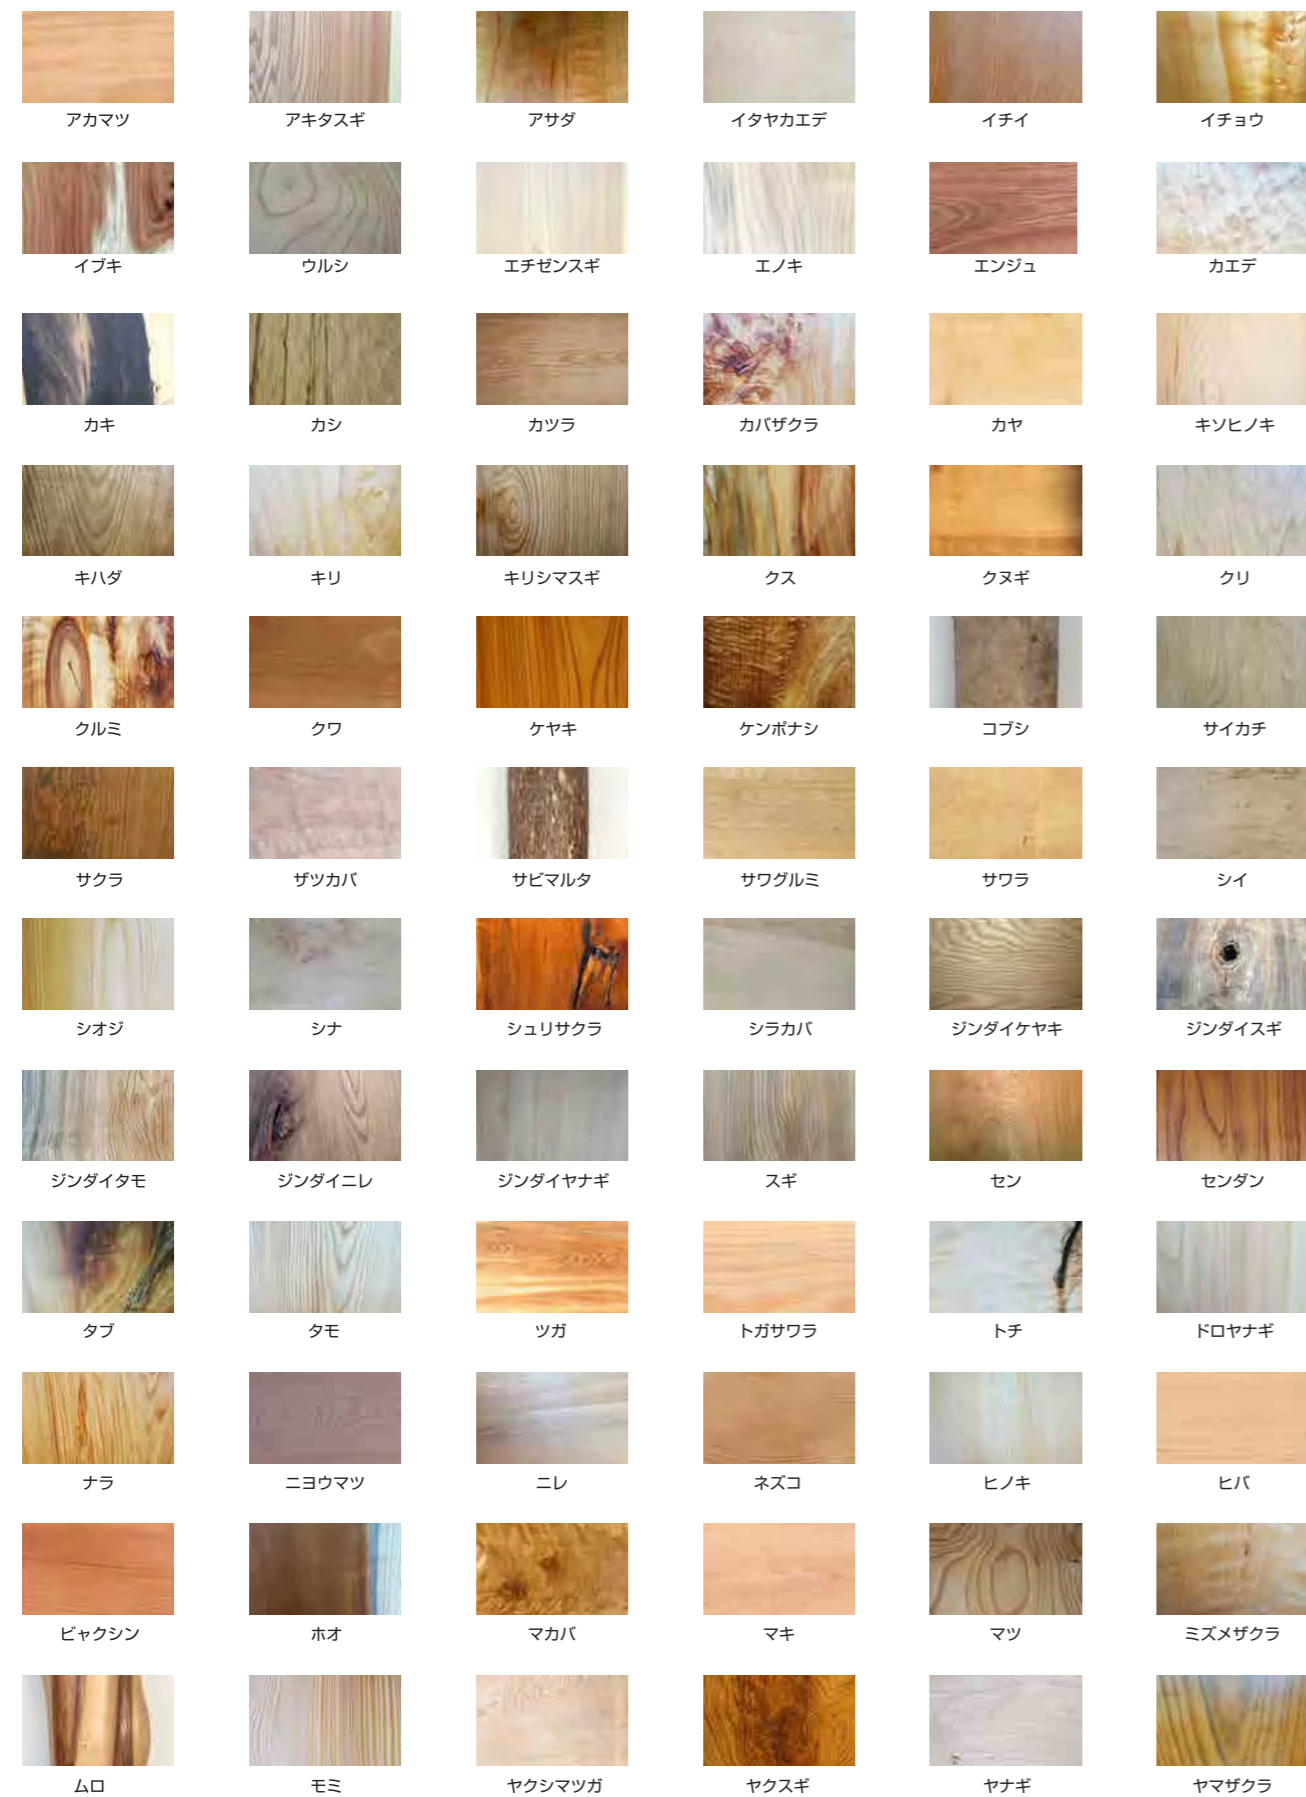 アカマツ
アキタスギ
アサダ
イタヤカエデ
イチイ
イチョウ
イブキ
ウルシ
エチゼンスギ
エノキ
エンジュ
カエデ
カキ
カシ
カツラ
カバザクラ
カヤ
キソヒノキ
キハダ
キリ
キリシマスギ
クス
クヌギ
クリ
クルミ
クワ
ケヤキ
ケンポナシ
コブシ
サイカチ
サクラ
ザツカバ
サビマルタ
サワグルミ
サワラ
シイ
シオジ
シナ
シュリサクラ
シラカバ
ジンダイケヤキ
ジンダイスギ
ジンダイタモ
ジンダイニレ
ジンダイヤナギ
スギ
セン
センダン
タブ
タモ
ツガ
トガサワラ
トチ
ドロヤナギ
ナラ
ニヨウマツ
ニレ
ネズコ
ヒノキ
ヒバ
ビャクシン
ホオ
マカバ
マキ
マツ
ミズメザクラ
ムロ
モミ
ヤクシマツガ
ヤクスギ
ヤナギ
ヤマザクラ